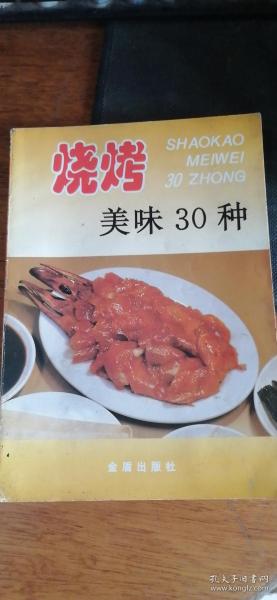 烧烤
SHAOKAO
MEIWEI
30 ZHONG
美味 30 种
金盾出版社
孔夫子旧书网
www.kongfz.com